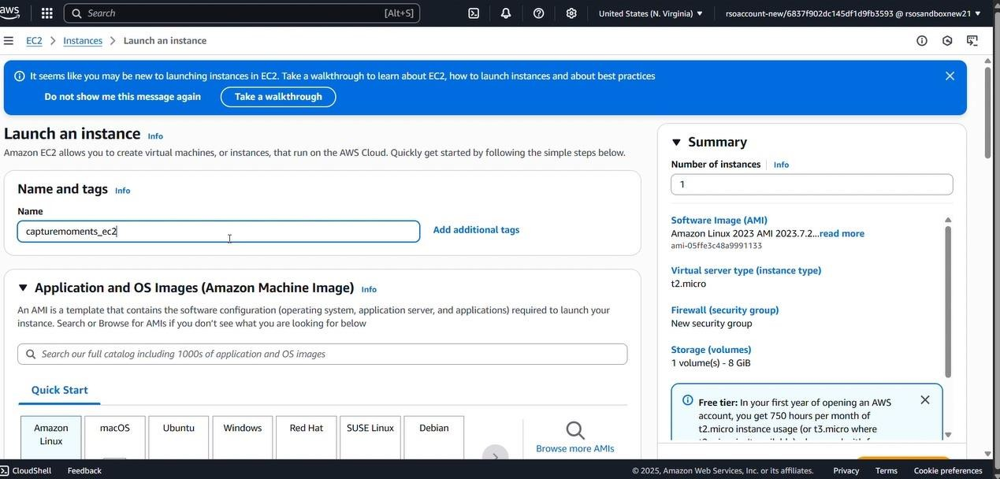 aws
Search
[Alt+S]
United States (N. Virginia) ▼
rsoaccount-new/6837f902dc145df1d9fb3593 @ rsosandboxnew21 ▼
EC2 > Instances > Launch an instance
It seems like you may be new to launching instances in EC2. Take a walkthrough to learn about EC2, how to launch instances and about best practices
Do not show me this message again
Take a walkthrough
Launch an instance Info
Amazon EC2 allows you to create virtual machines, or instances, that run on the AWS Cloud. Quickly get started by following the simple steps below.
Name and tags Info
Name
capturemoments_ec2
Add additional tags
Application and OS Images (Amazon Machine Image) Info
An AMI is a template that contains the software configuration (operating system, application server, and applications) required to launch your
instance. Search or Browse for AMIs if you don't see what you are looking for below
Search our full catalog including 1000s of application and OS images
Quick Start
Amazon
Linux
macOS
Ubuntu
Windows
Red Hat
SUSE Linux
Debian
Browse more AMIs
Summary
Number of instances Info
1
Software Image (AMI)
Amazon Linux 2023 AMI 2023.7.2...read more
ami-05ffe3c48a9991133
Virtual server type (instance type)
t2.micro
Firewall (security group)
New security group
Storage (volumes)
1 volume(s) - 8 GiB
Free tier: In your first year of opening an AWS
account, you get 750 hours per month of
t2.micro instance usage (or t3.micro where
CloudShell
Feedback
© 2025, Amazon Web Services, Inc. or its affiliates.
Privacy
Terms
Cookie preferences